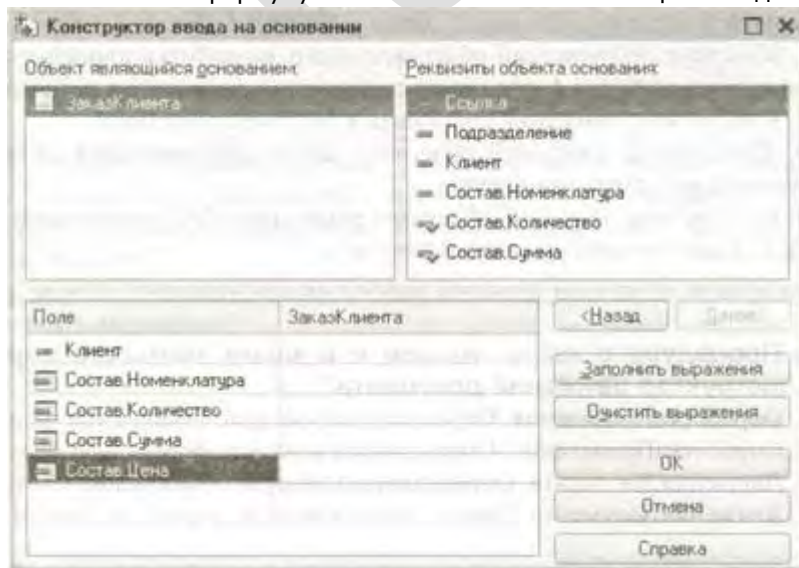 Конструктор ввода на основании
Объект являющийся основанием:
Реквизиты объекта основания:
ЗаказКлиента
Ссылка
Подразделение
Клиент
Состав.Номенклатура
Состав.Количество
Состав.Сумма
Поле
ЗаказКлиента
Клиент
Состав.Номенклатура
Состав.Количество
Состав.Сумма
Состав.Цена
<Назад
Заполнить выражения
Очистить выражения
OK
Отмена
Справка